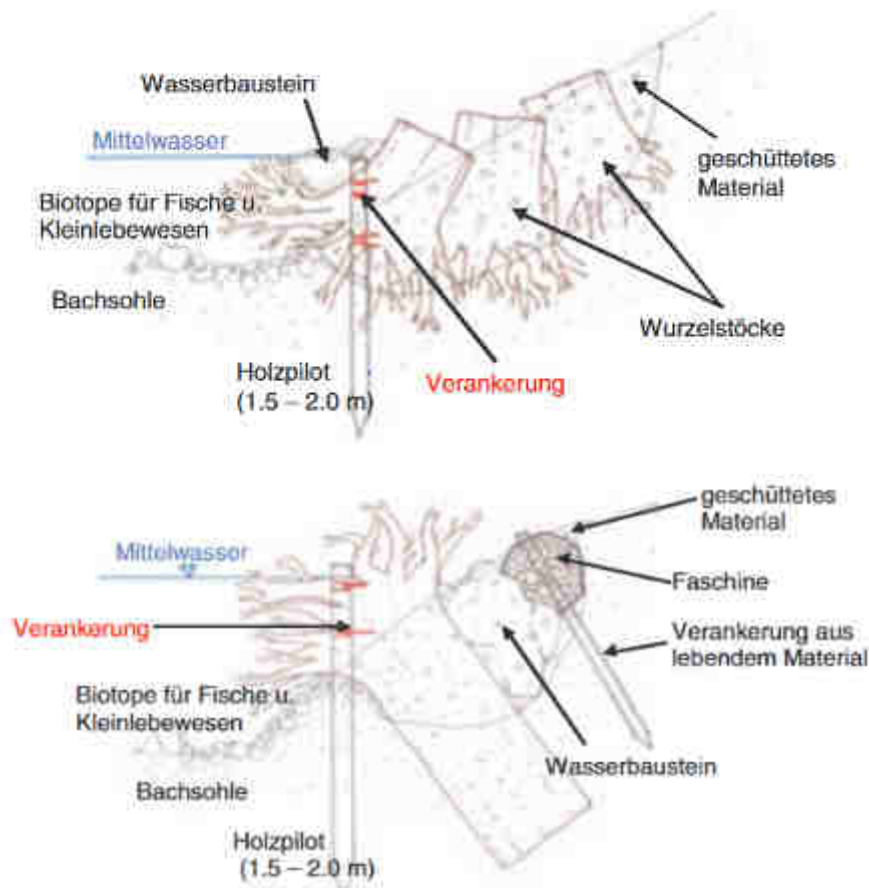 Wasserbaustein
Mittelwasser
geschüttetes
Material
Biotope für Fische u.
Kleinlebewesen
Bachsohle
Wurzelstöcke
Holzpilot
(1.5 – 2.0 m)
Verankerung
geschüttetes
Material
Mittelwasser
Faschine
Verankerung
Verankerung aus
lebendem Material
Biotope für Fische u.
Kleinlebewesen
Wasserbaustein
Bachsohle
Holzpilot
(1.5 – 2.0 m)